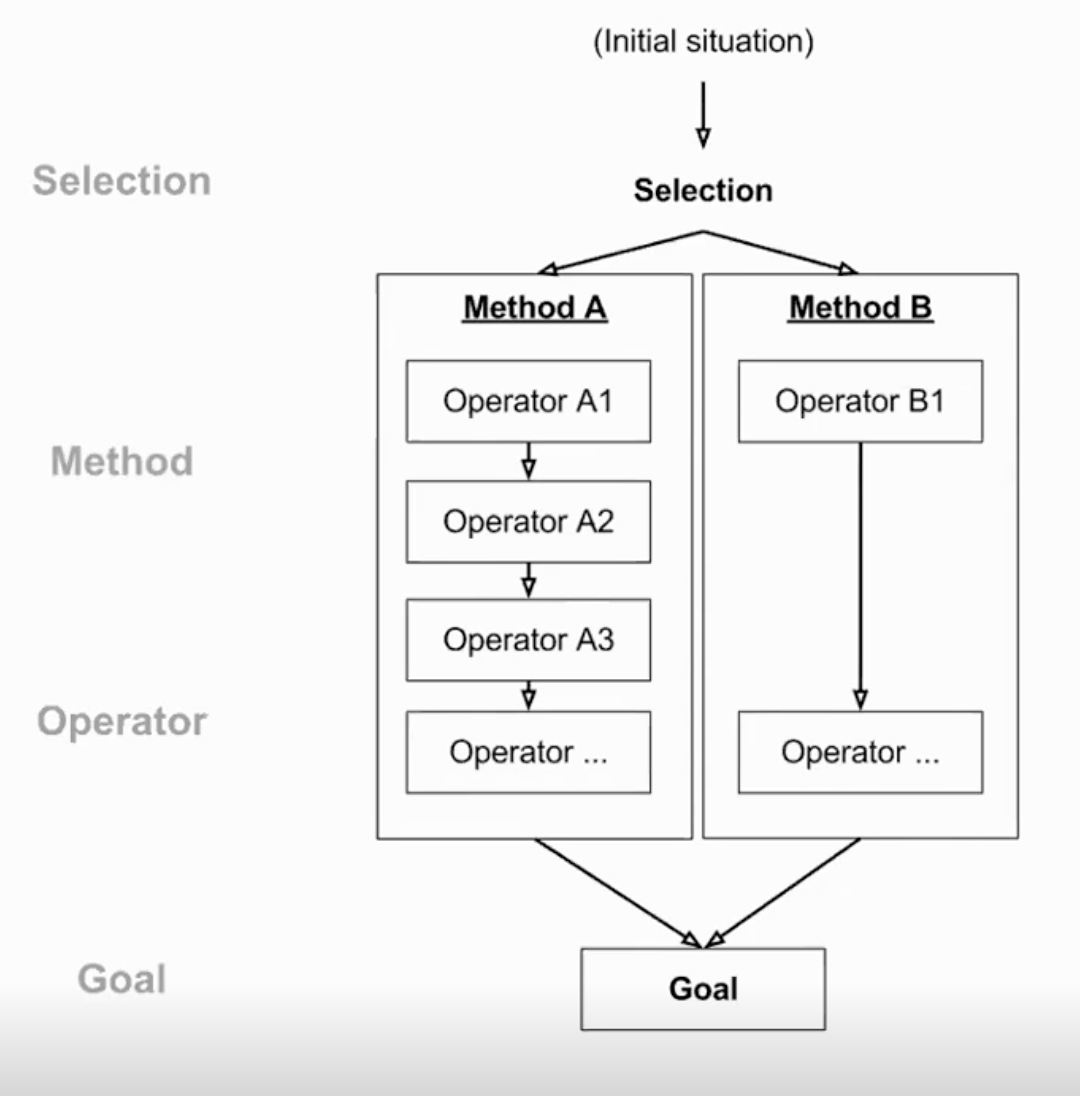 (Initial situation)
Selection
Selection
Method A
Method B
Operator A1
Operator B1
Method
Operator A2
Operator A3
Operator
Operator ...
Operator ...
Goal
Goal